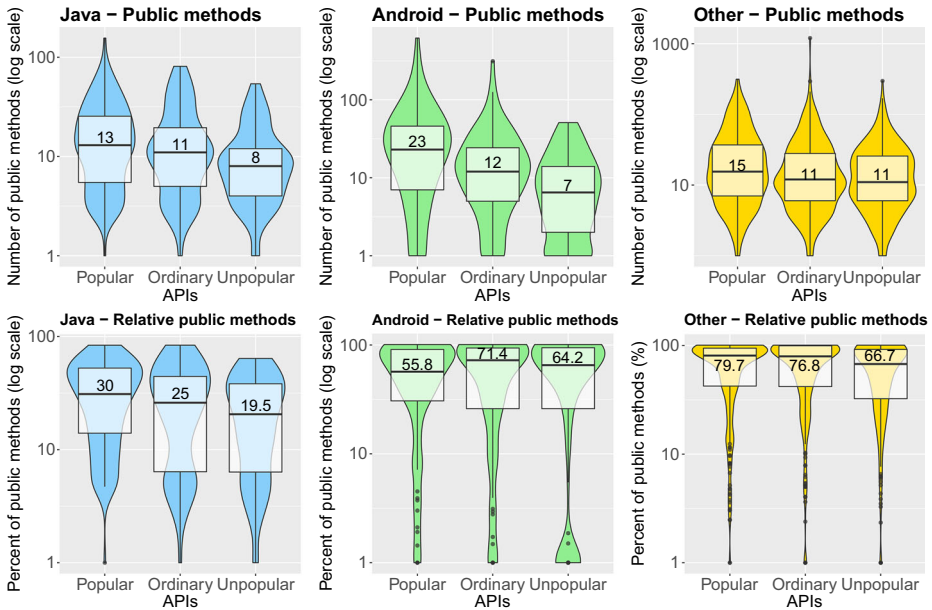 Java − Public methods
Number of public methods (log scale)
100
10
1
13
11
8
Popular Ordinary Unpopular
APIs
Android − Public methods
Number of public methods (log scale)
100
10
1
23
12
7
Popular Ordinary Unpopular
APIs
Other − Public methods
Number of public methods (log scale)
1000
10
15
11
11
Popular Ordinary Unpopular
APIs
Java − Relative public methods
Percent of public methods (log scale)
100
10
1
30
25
19.5
Popular Ordinary Unpopular
APIs
Android − Relative public methods
Percent of public methods (log scale)
100
10
1
55.8
71.4
64.2
Popular Ordinary Unpopular
APIs
Other − Relative public methods
Percent of public methods (%)
100
10
1
79.7
76.8
66.7
Popular Ordinary Unpopular
APIs